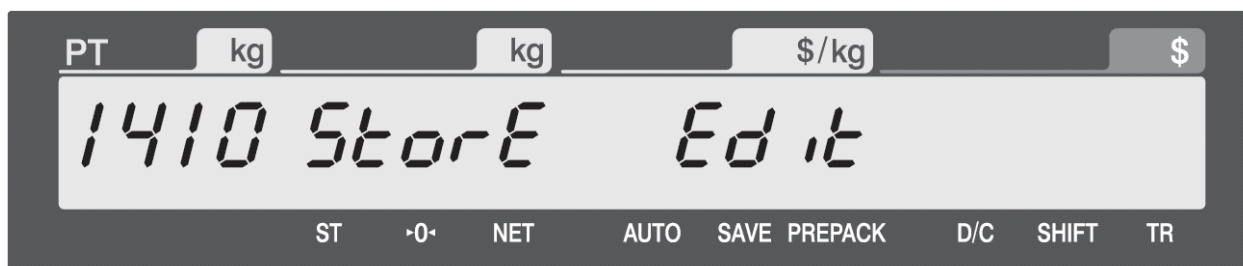 PT kg kg $/kg $
1410 StorE Edit
ST ▸0◂ NET AUTO SAVE PREPACK D/C SHIFT TR